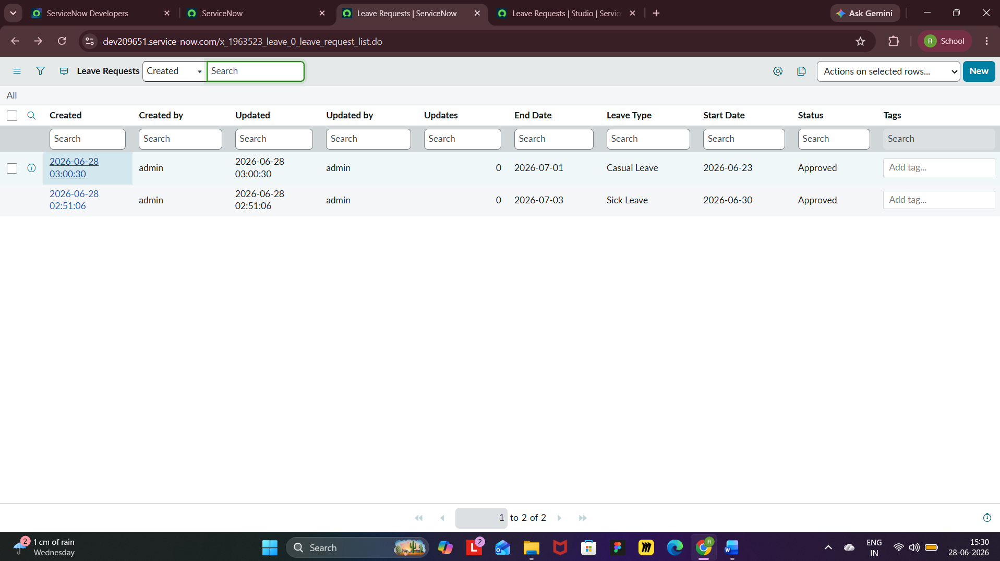 ServiceNow Developers
ServiceNow
Leave Requests | ServiceNow
Leave Requests | Studio | Servic
Ask Gemini
dev209651.service-now.com/x_1963523_leave_0_leave_request_list.do
R School
Leave Requests Created Search Actions on selected rows... New
All
Created Created by Updated Updated by Updates End Date Leave Type Start Date Status Tags
Search Search Search Search Search Search Search Search Search Search
2026-06-28 03:00:30 admin 2026-06-28 03:00:30 admin 0 2026-07-01 Casual Leave 2026-06-23 Approved Add tag...
2026-06-28 02:51:06 admin 2026-06-28 02:51:06 admin 0 2026-07-03 Sick Leave 2026-06-30 Approved Add tag...
1 to 2 of 2
2 1 cm of rain
Wednesday
Search
2
R
ENG
IN
15:30
28-06-2026